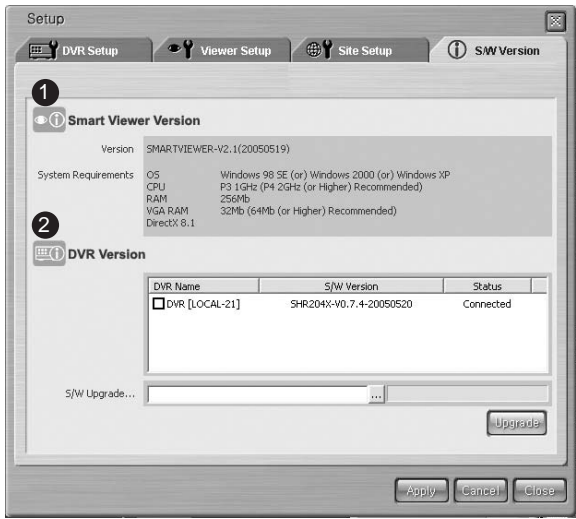 Setup
DVR Setup Viewer Setup Site Setup S/W Version
1
Smart Viewer Version
Version SMARTVIEWER-V2.1(20050519)
System Requirements OS Windows 98 SE (or) Windows 2000 (or) Windows XP
CPU P3 1GHz (P4 2GHz (or Higher) Recommended)
RAM 256Mb
VGA RAM 32Mb (64Mb (or Higher) Recommended)
DirectX 8.1
2
DVR Version
DVR Name S/W Version Status
DVR [LOCAL-21] SHR204X-V0.7.4-20050520 Connected
S/W Upgrade... ...
Upgrade
Apply Cancel Close